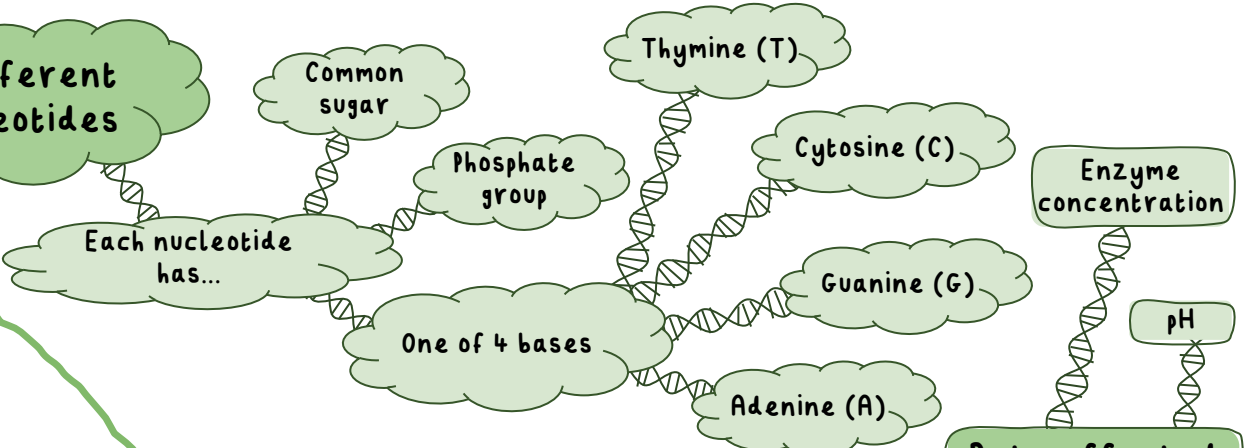 ferent
eotides
Common
sugar
Phosphate
group
Each nucleotide
has...
One of 4 bases
Thymine (T)
Cytosine (C)
Guanine (G)
Adenine (A)
Enzyme
concentration
pH